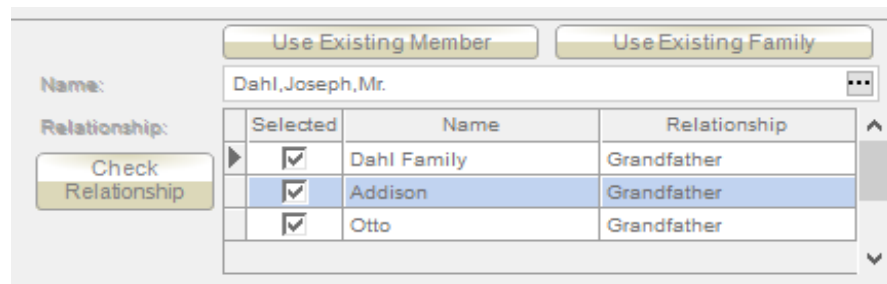 Use Existing Member Use Existing Family
Name: Dahl,Joseph,Mr. ...
Relationship: Selected Name Relationship
Check Relationship
Dahl Family Grandfather
Addison Grandfather
Otto Grandfather